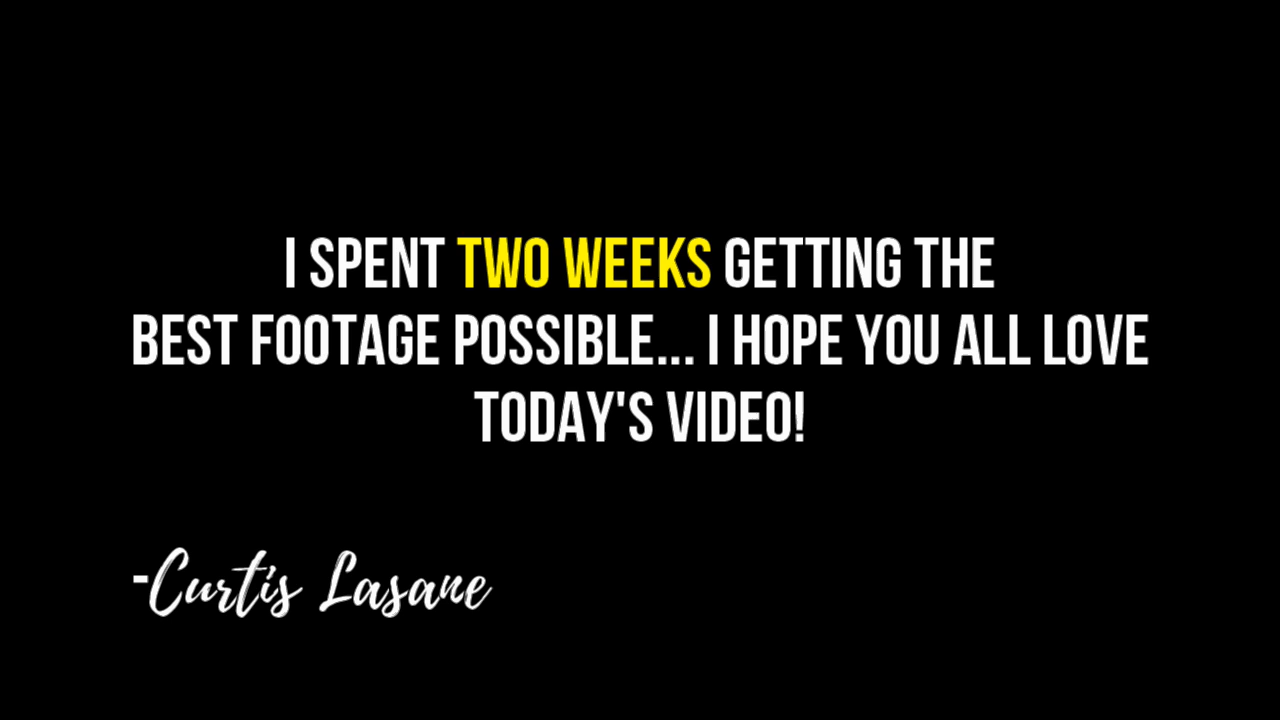 I SPENT TWO WEEKS GETTING THE
BEST FOOTAGE POSSIBLE... I HOPE YOU ALL LOVE
TODAY'S VIDEO!
-Curtis Lasane